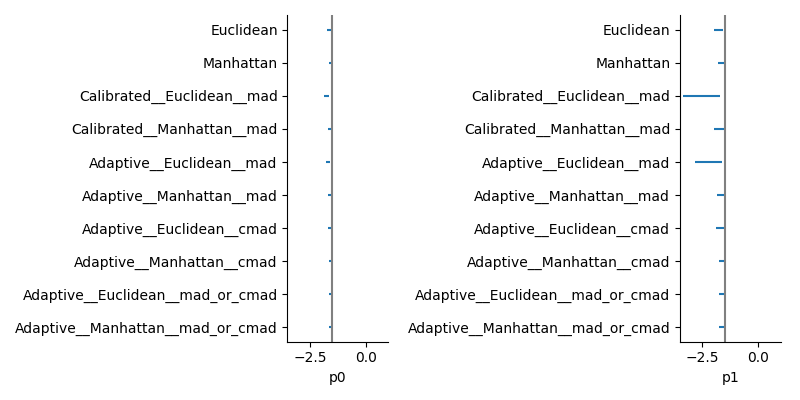 Euclidean
Manhattan
Calibrated__Euclidean__mad
Calibrated__Manhattan__mad
Adaptive__Euclidean__mad
Adaptive__Manhattan__mad
Adaptive__Euclidean__cmad
Adaptive__Manhattan__cmad
Adaptive__Euclidean__mad_or_cmad
Adaptive__Manhattan__mad_or_cmad
−2.5 0.0
p0
Euclidean
Manhattan
Calibrated__Euclidean__mad
Calibrated__Manhattan__mad
Adaptive__Euclidean__mad
Adaptive__Manhattan__mad
Adaptive__Euclidean__cmad
Adaptive__Manhattan__cmad
Adaptive__Euclidean__mad_or_cmad
Adaptive__Manhattan__mad_or_cmad
−2.5 0.0
p1